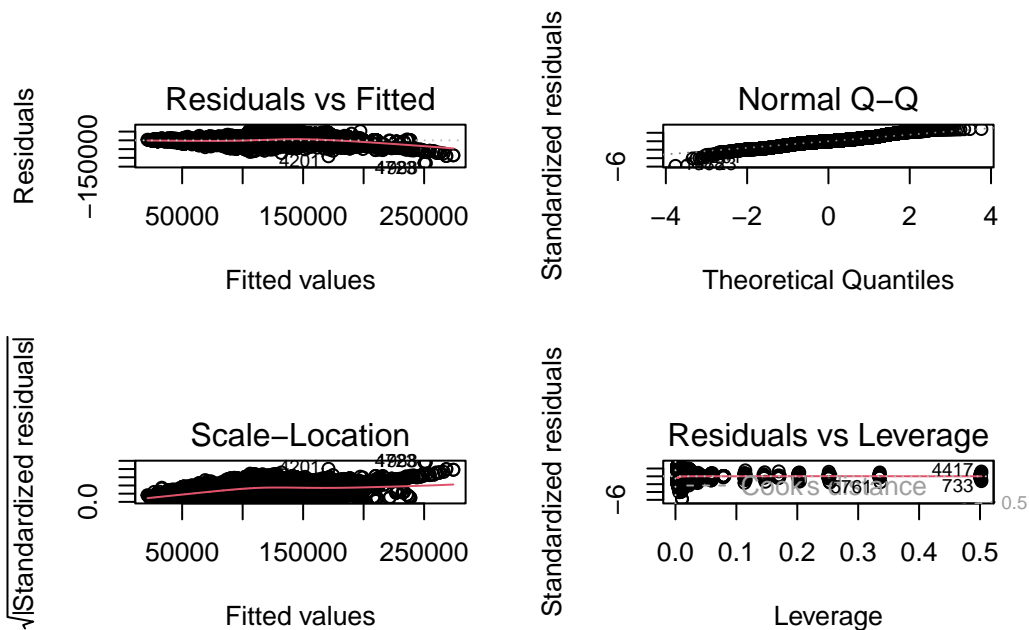 Residuals vs Fitted
Residuals
−150000
4201
50000 150000 250000
Fitted values
Normal Q−Q
Standardized residuals
−6
−4 −2 0 2 4
Theoretical Quantiles
Scale−Location
√|Standardized residuals|
0.0
4201
50000 150000 250000
Fitted values
Residuals vs Leverage
Standardized residuals
−6
Cook's distance
4417
5761
733
0.5
0.0 0.1 0.2 0.3 0.4 0.5
Leverage